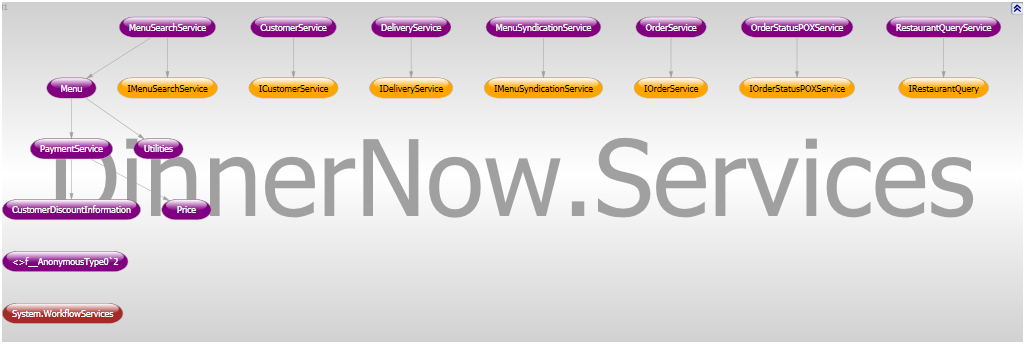 MenuSearchService CustomerService DeliveryService MenuSyndicationService OrderService OrderStatusPOXService RestaurantQueryService
Menu IMenuSearchService ICustomerService IDeliveryService IMenuSyndicationService IOrderService IOrderStatusPOXService IRestaurantQuery
PaymentService Utilities
DinnerNow.Services
CustomerDiscountInformation Price
<>f__AnonymousType0`2
System.WorkflowServices